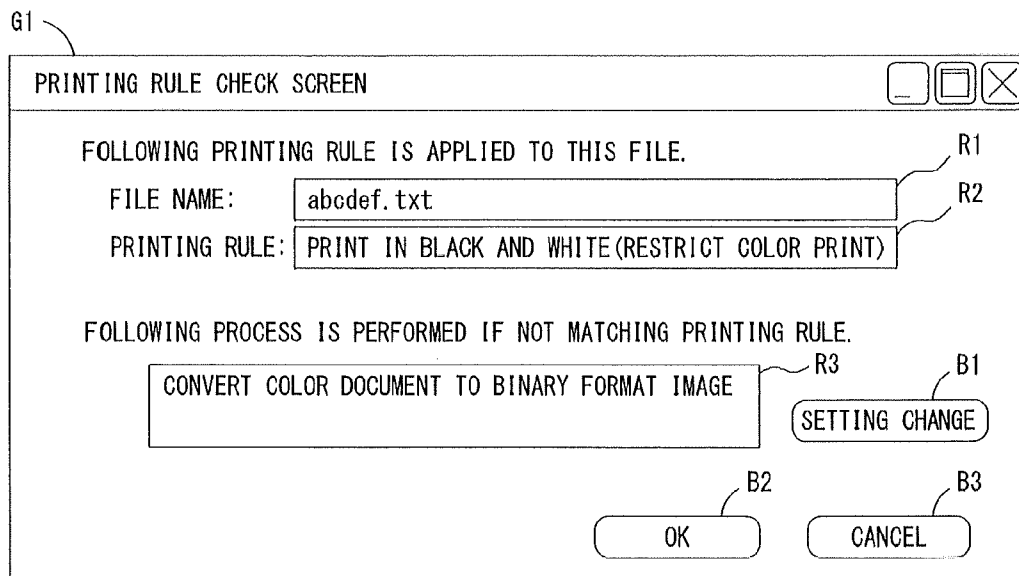 G1
PRINTING RULE CHECK SCREEN
FOLLOWING PRINTING RULE IS APPLIED TO THIS FILE.
R1
FILE NAME: abcdef.txt
R2
PRINTING RULE: PRINT IN BLACK AND WHITE(RESTRICT COLOR PRINT)
FOLLOWING PROCESS IS PERFORMED IF NOT MATCHING PRINTING RULE.
R3
B1
CONVERT COLOR DOCUMENT TO BINARY FORMAT IMAGE
SETTING CHANGE
B2
B3
OK
CANCEL